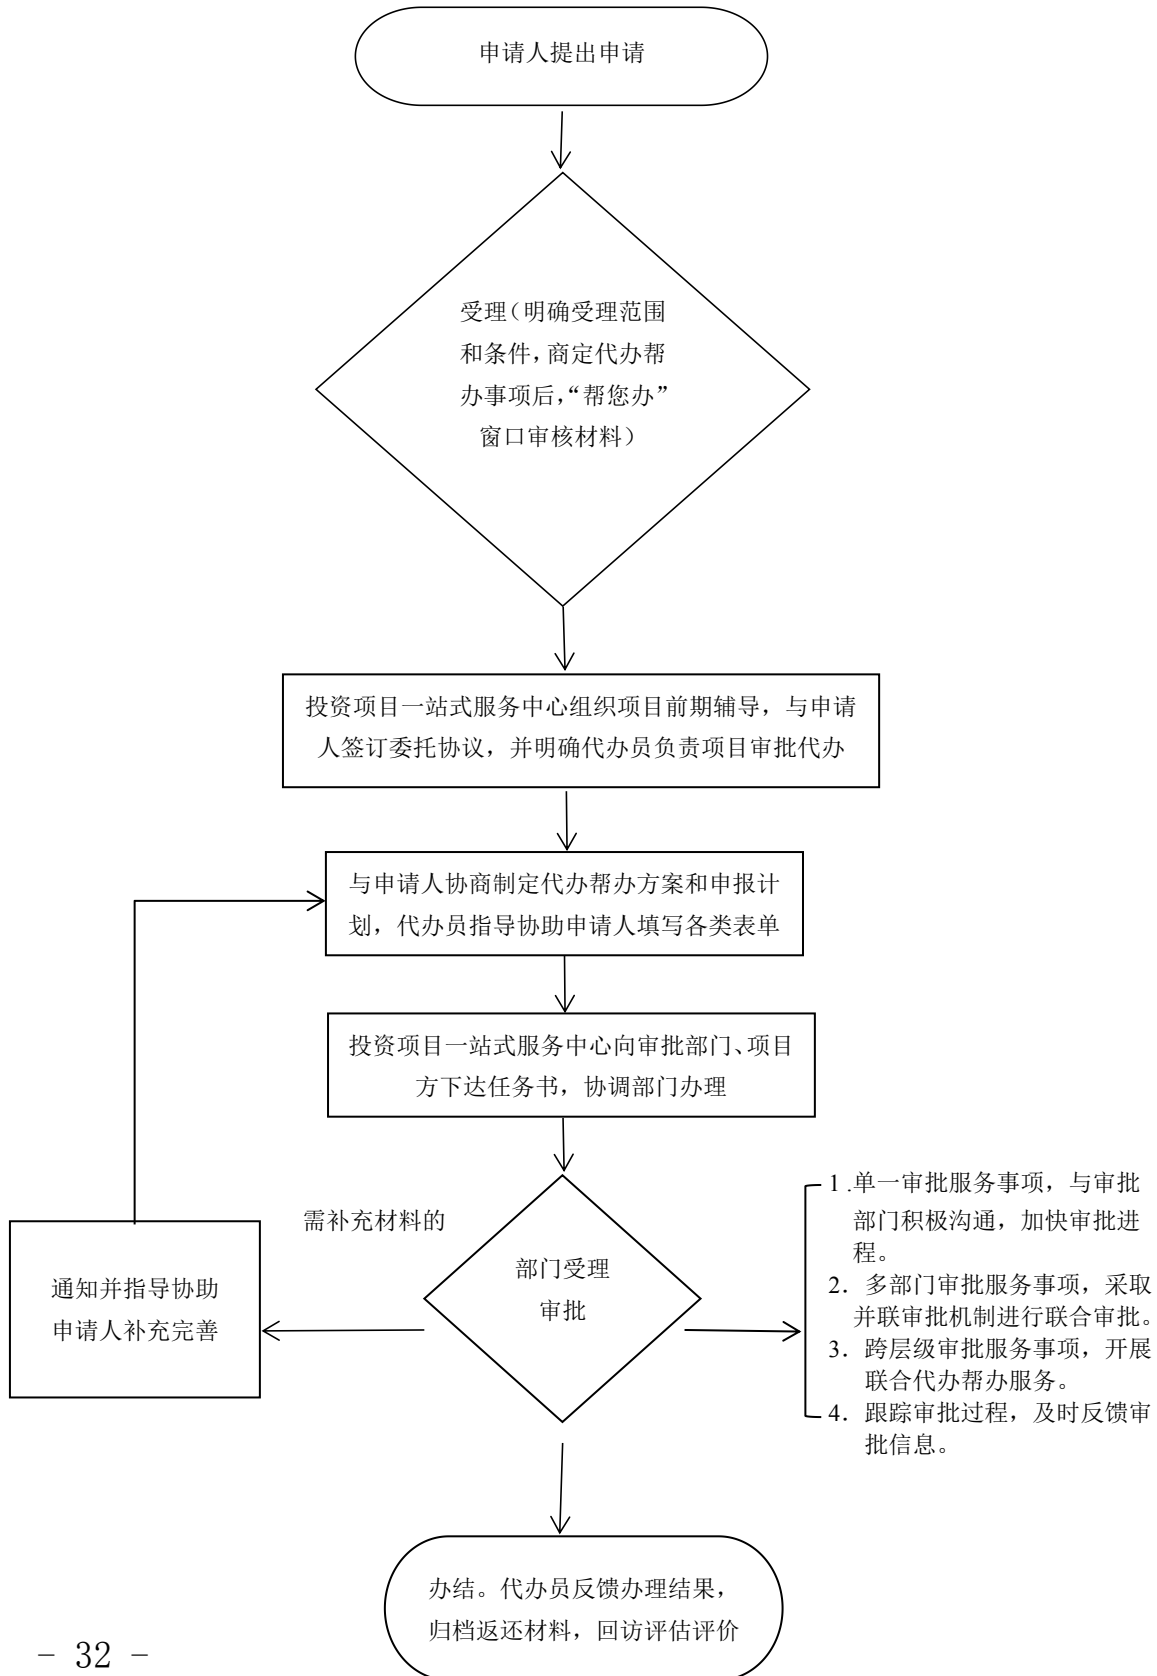 申请人提出申请
受理（明确受理范围
和条件，商定代办帮
办事项后，“帮您办”
窗口审核材料）
投资项目一站式服务中心组织项目前期辅导，与申请
人签订委托协议，并明确代办员负责项目审批代办
与申请人协商制定代办帮办方案和申报计
划，代办员指导协助申请人填写各类表单
投资项目一站式服务中心向审批部门、项目
方下达任务书，协调部门办理
需补充材料的
部门受理
审批
通知并指导协助
申请人补充完善
1 .单一审批服务事项，与审批
部门积极沟通，加快审批进
程。
2．多部门审批服务事项，采取
并联审批机制进行联合审批。
3．跨层级审批服务事项，开展
联合代办帮办服务。
4．跟踪审批过程，及时反馈审
批信息。
办结。代办员反馈办理结果，
归档返还材料，回访评估评价
－ 32 －